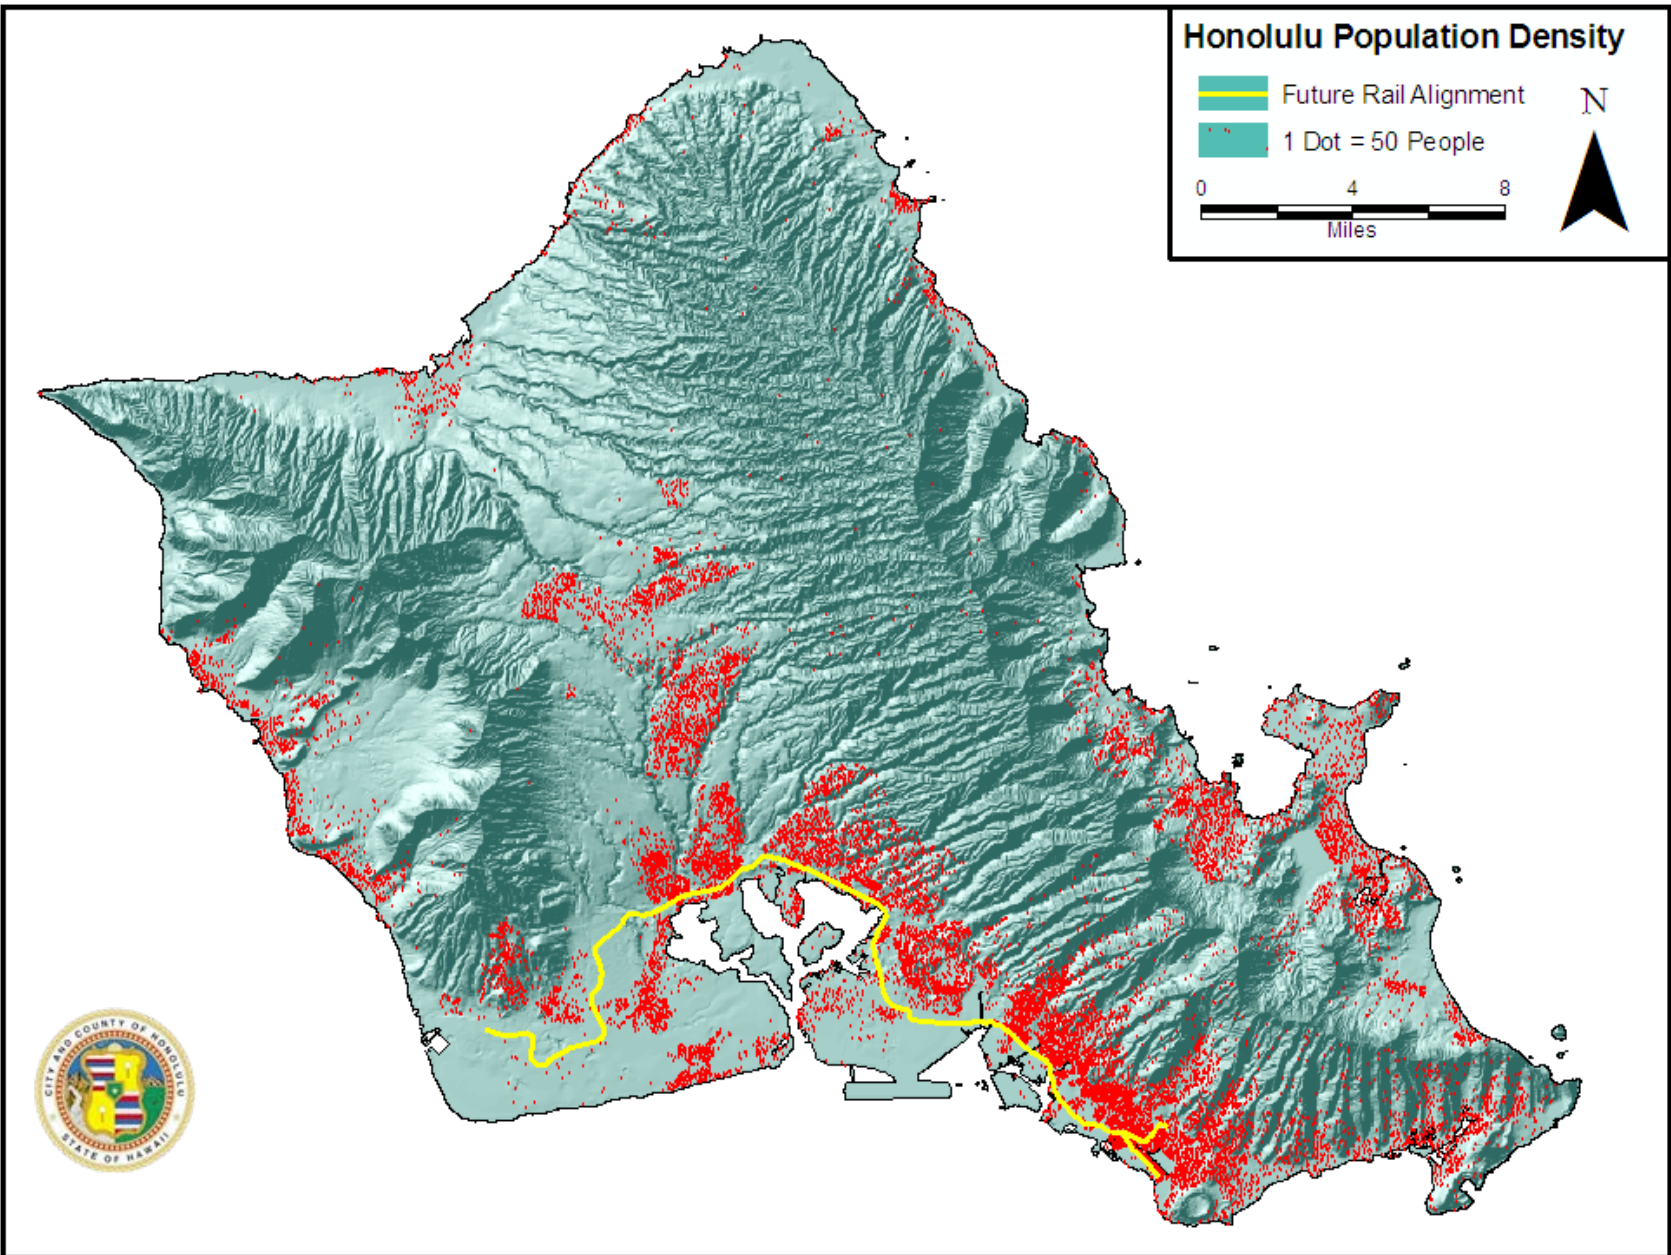 Honolulu Population Density
Future Rail Alignment
1 Dot = 50 People
N
0 4 8
Miles
CITY AND COUNTY OF HONOLULU
STATE OF HAWAII